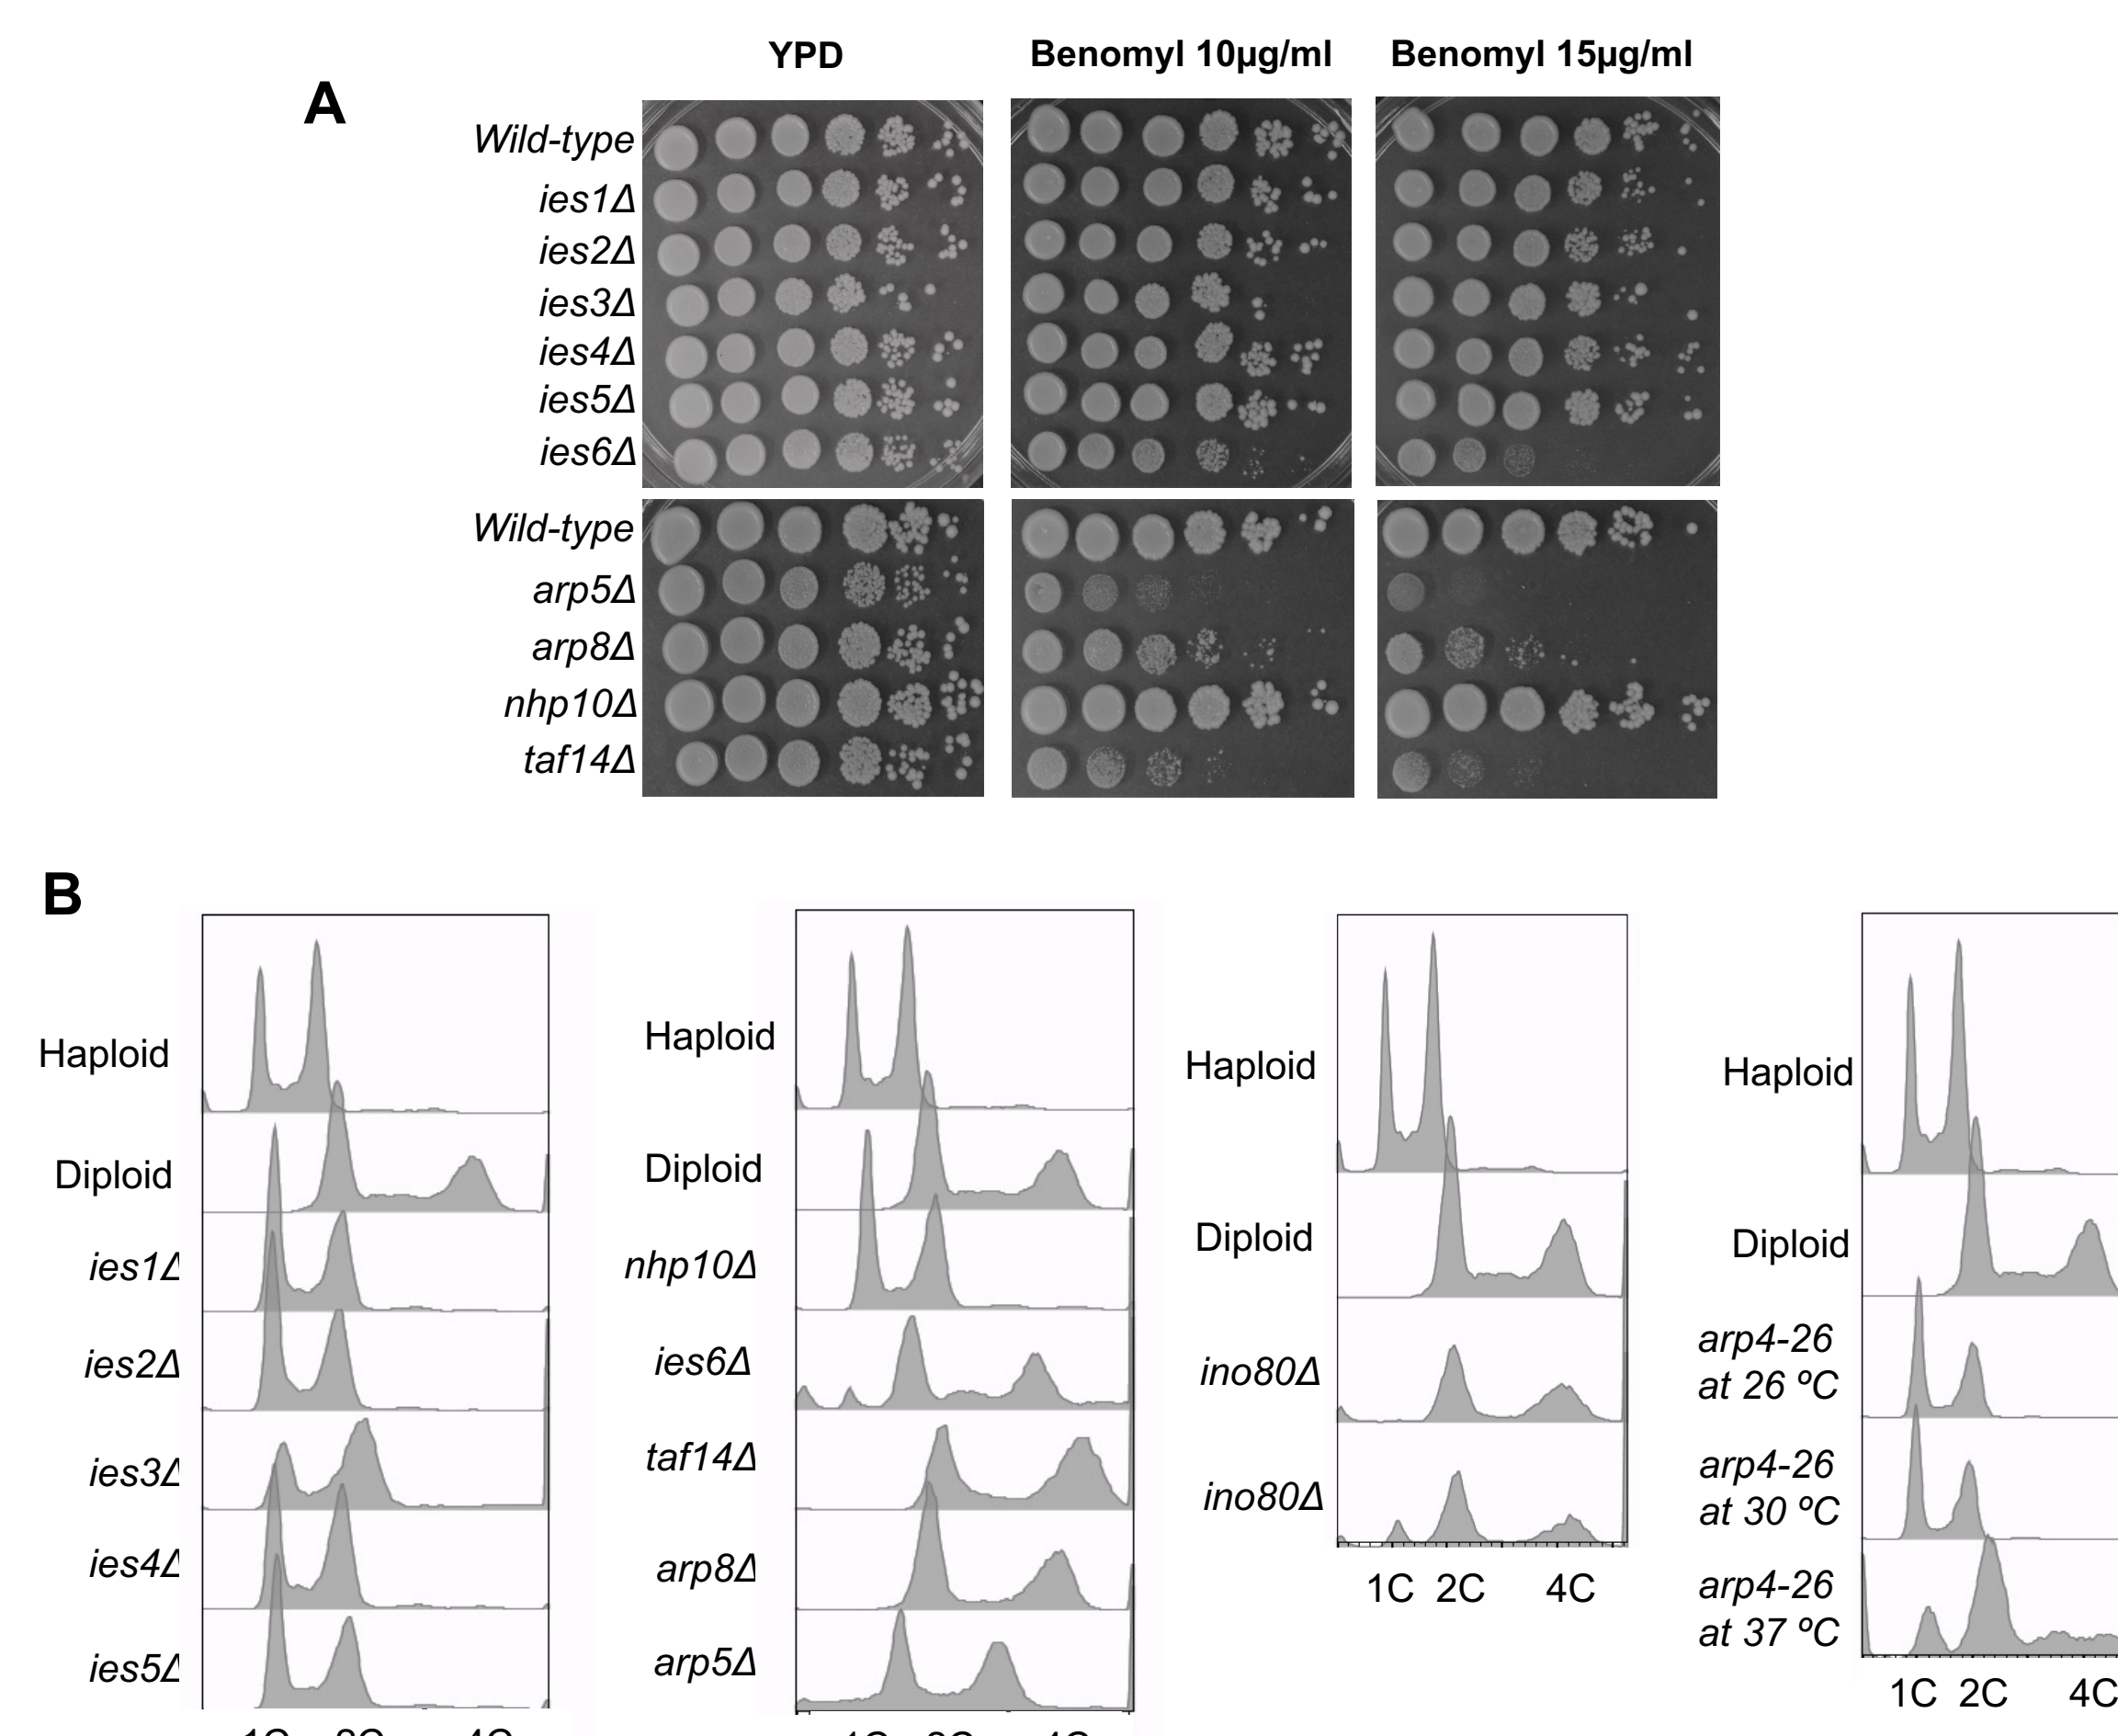 YPD Benomyl 10µg/ml Benomyl 15µg/ml
A
Wild-type
ies1Δ
ies2Δ
ies3Δ
ies4Δ
ies5Δ
ies6Δ
Wild-type
arp5Δ
arp8Δ
nhp10Δ
taf14Δ
B
Haploid
Diploid
ies1Δ
ies2Δ
ies3Δ
ies4Δ
ies5Δ
Haploid
Diploid
nhp10Δ
ies6Δ
taf14Δ
arp8Δ
arp5Δ
Haploid
Diploid
ino80Δ
ino80Δ
1C 2C 4C
Haploid
Diploid
arp4-26
at 26 ºC
arp4-26
at 30 ºC
arp4-26
at 37 ºC
1C 2C 4C